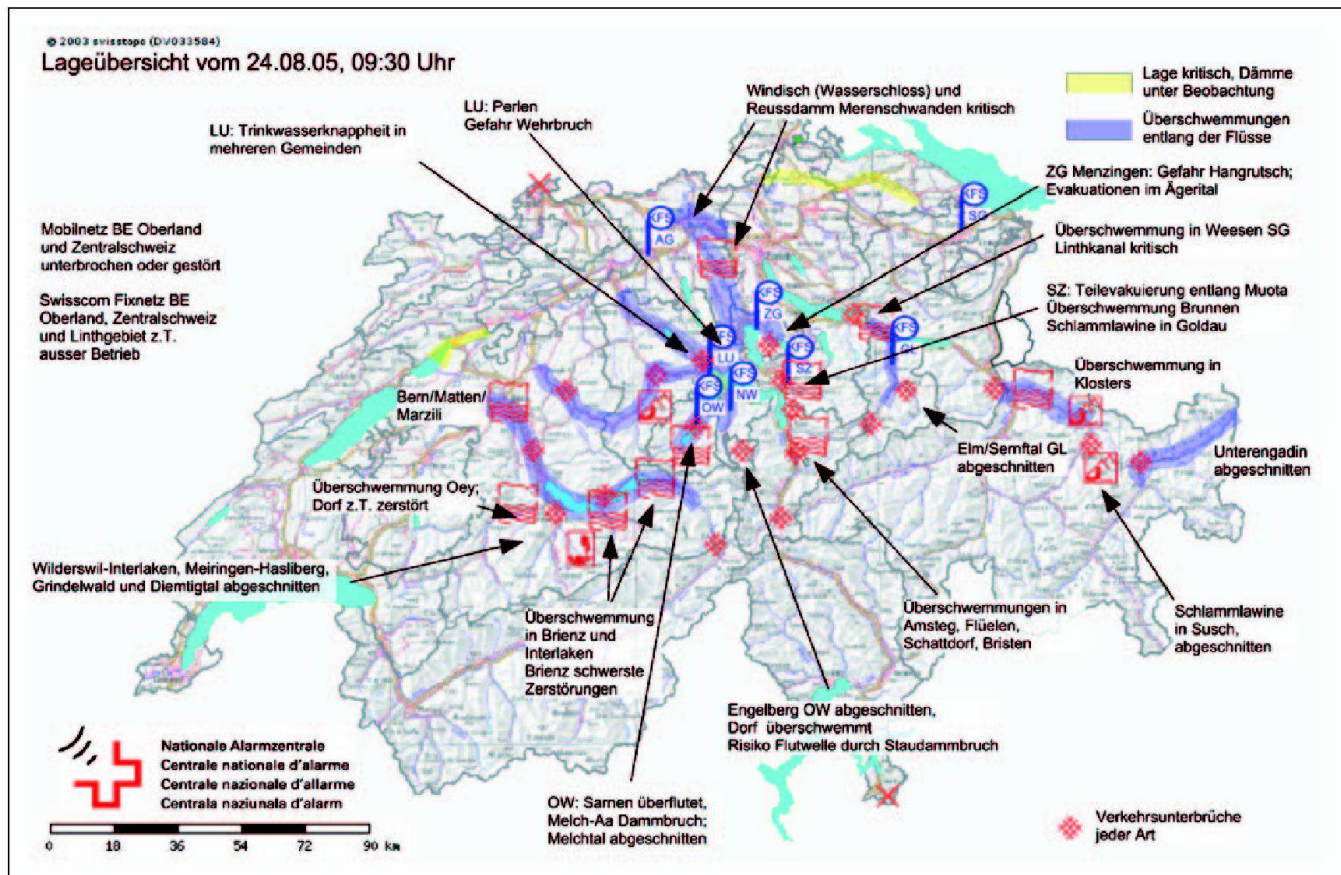 © 2003 swisstopo (DV033584)
Lageübersicht vom 24.08.05, 09:30 Uhr
Lage kritisch, Dämme
unter Beobachtung
Überschwemmungen
entlang der Flüsse
LU: Perlen
Gefahr Wehrbruch
Windisch (Wasserschloss) und
Reussdamm Merenschwanden kritisch
LU: Trinkwasserknappheit in
mehreren Gemeinden
ZG Menzingen: Gefahr Hangrutsch;
Evakuationen im Ägerital
Mobilnetz BE Oberland
und Zentralschweiz
unterbrochen oder gestört
Überschwemmung in Weesen SG
Linthkanal kritisch
Swisscom Fixnetz BE
Oberland, Zentralschweiz
und Linthgebiet z.T.
ausser Betrieb
SZ: Teilevakuierung entlang Muota
Überschwemmung Brunnen
Schlammlawine in Goldau
KFS
SG
KFS
AG
KFS
ZG
KFS
LU
KFS
SZ
KFS
GL
KFS
OW
KFS
NW
Überschwemmung in
Klosters
Bern/Matten/
Marzili
Elm/Sernftal GL
abgeschnitten
Unterengadin
abgeschnitten
Überschwemmung Oey;
Dorf z.T. zerstört
Wilderswil-Interlaken, Meiringen-Hasliberg,
Grindelwald und Diemtigtal abgeschnitten
Überschwemmung
in Brienz und
Interlaken
Brienz schwerste
Zerstörungen
Überschwemmungen in
Amsteg, Flüelen,
Schattdorf, Bristen
Schlammlawine
in Susch,
abgeschnitten
Engelberg OW abgeschnitten,
Dorf überschwemmt
Risiko Flutwelle durch Staudammbruch
Nationale Alarmzentrale
Centrale nationale d'alarme
Centrale nazionale d'allarme
Centrala naziunala d'alarm
OW: Sarnen überflutet,
Melch-Aa Dammbruch;
Melchtal abgeschnitten
Verkehrsunterbrüche
jeder Art
0 18 36 54 72 90 km